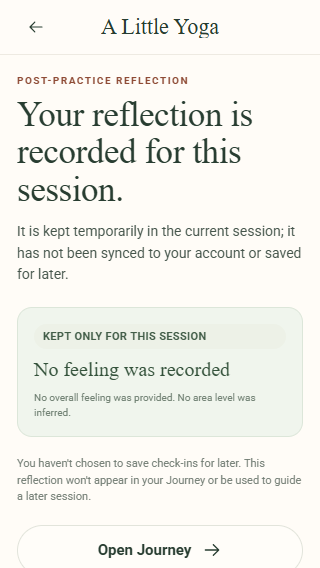 A Little Yoga
POST-PRACTICE REFLECTION
Your reflection is
recorded for this
session.
It is kept temporarily in the current session; it
has not been synced to your account or saved
for later.
KEPT ONLY FOR THIS SESSION
No feeling was recorded
No overall feeling was provided. No area level was
inferred.
You haven't chosen to save check-ins for later. This
reflection won't appear in your Journey or be used to guide
a later session.
Open Journey